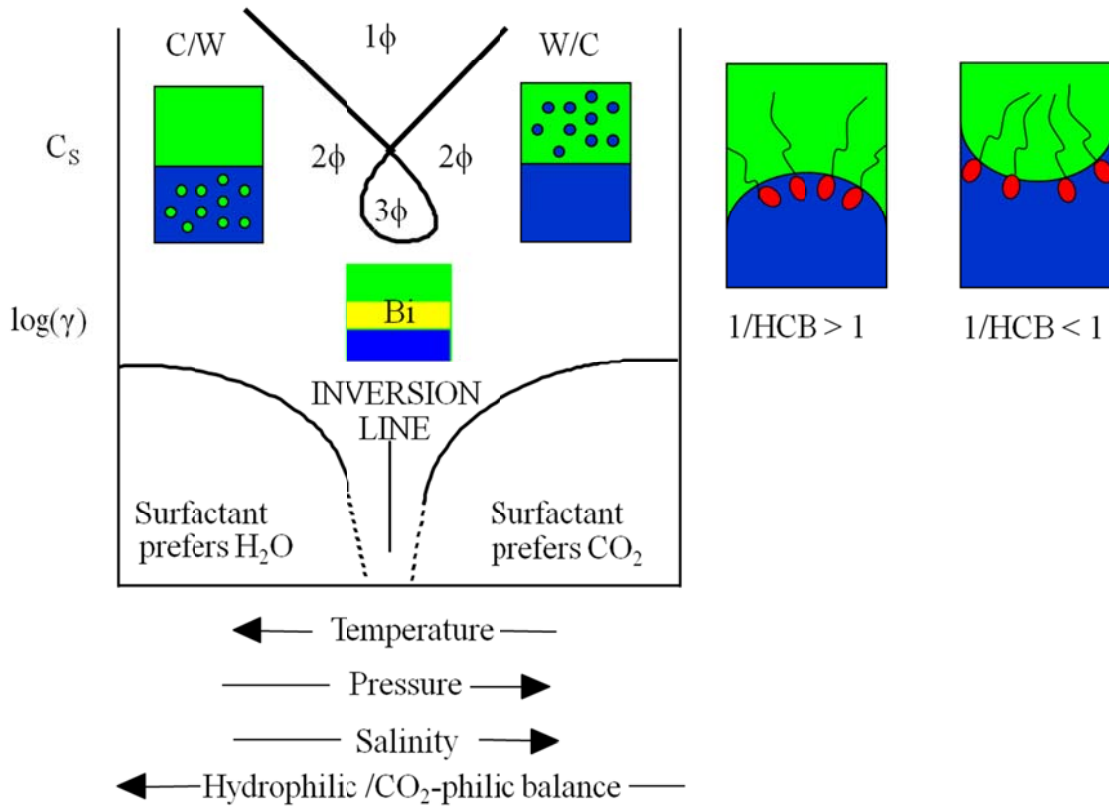 C/W
1ϕ
W/C
C_S
2ϕ
2ϕ
3ϕ
Bi
log(γ)
1/HCB > 1
1/HCB < 1
INVERSION
LINE
Surfactant
prefers H₂O
Surfactant
prefers CO₂
Temperature
Pressure
Salinity
Hydrophilic /CO₂-philic balance